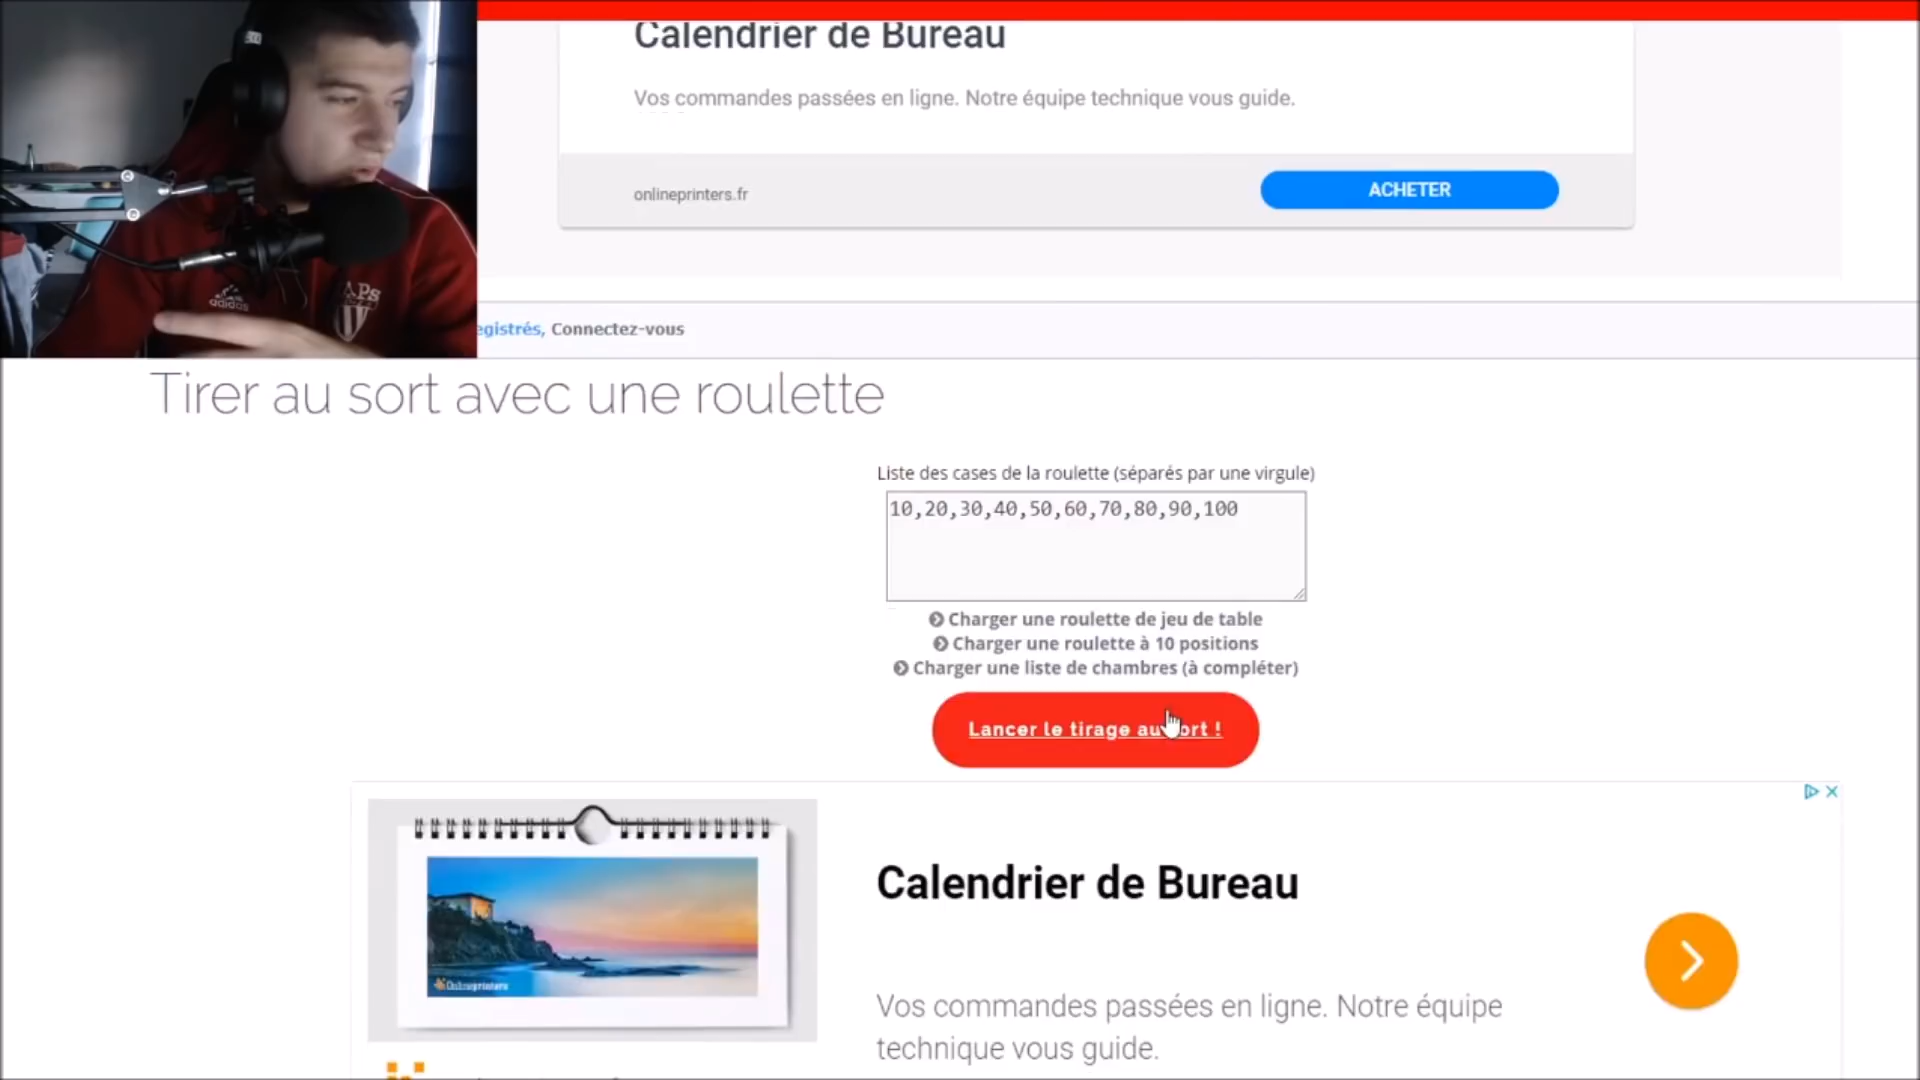 Calendrier de Bureau
Vos commandes passées en ligne. Notre équipe technique vous guide.
onlineprinters.fr
ACHETER
adidas
APS
egistrés, Connectez-vous
Tirer au sort avec une roulette
Liste des cases de la roulette (séparés par une virgule)
10,20,30,40,50,60,70,80,90,100
Charger une roulette de jeu de table
Charger une roulette à 10 positions
Charger une liste de chambres (à compléter)
Lancer le tirage au sort !
Calendrier de Bureau
Onlineprinters
Vos commandes passées en ligne. Notre équipe
technique vous guide.